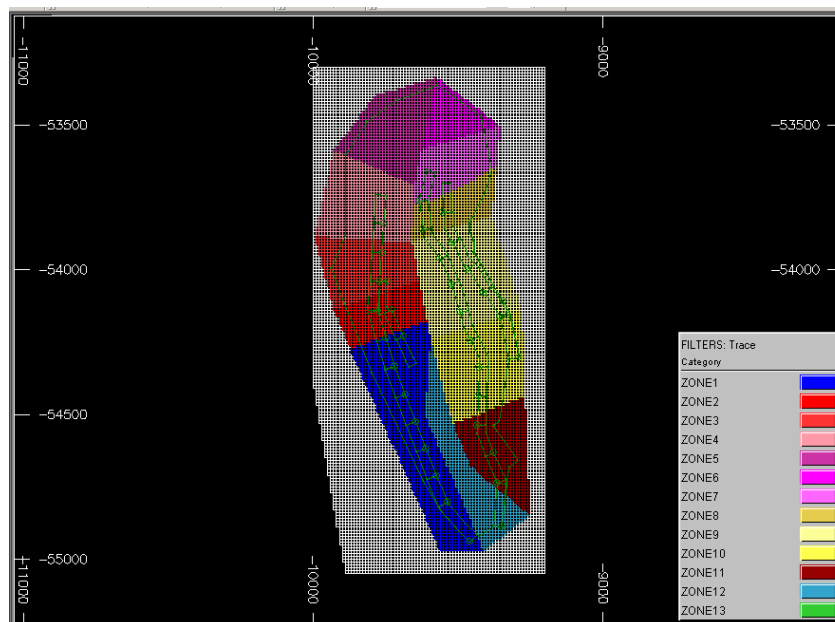 -11000
-10000
-9000
-53500
-53500
-54000
-54000
-54500
-55000
-11000
-10000
-9000
FILTERS: Trace
Category
ZONE1
ZONE2
ZONE3
ZONE4
ZONE5
ZONE6
ZONE7
ZONE8
ZONE9
ZONE10
ZONE11
ZONE12
ZONE13